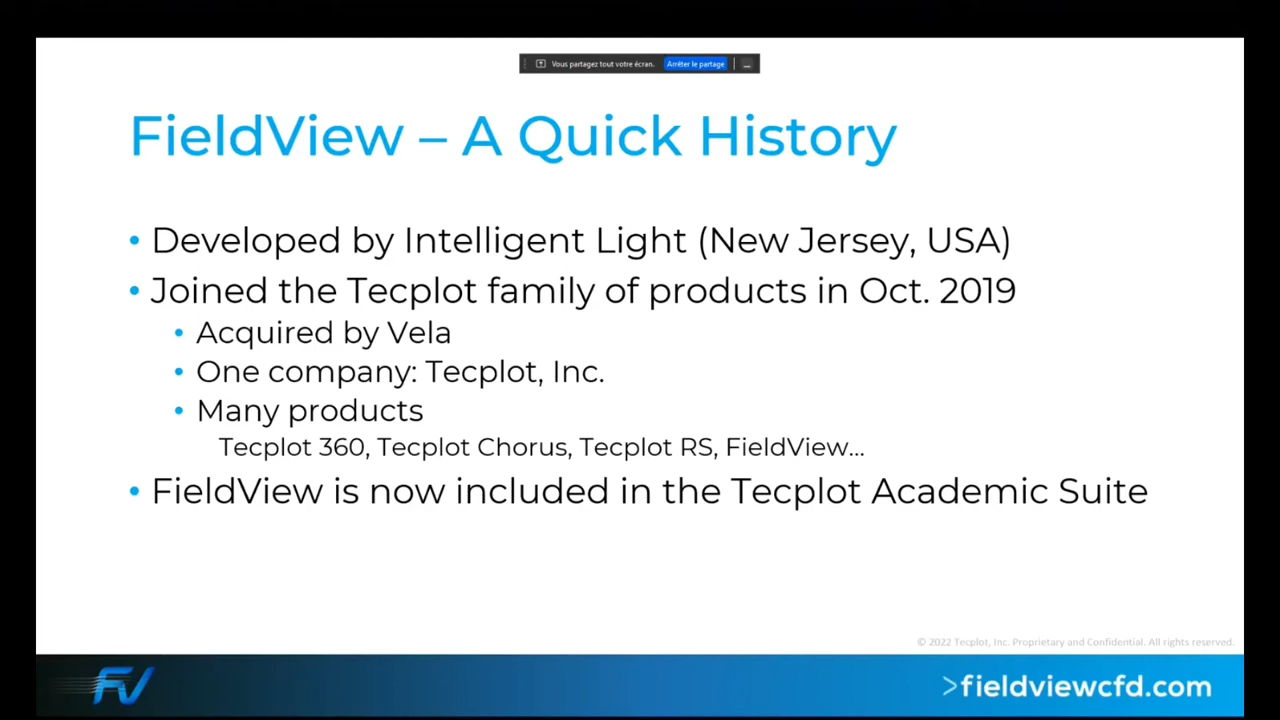 Vous partagez tout votre écran. Arrêter le partage
FieldView – A Quick History
• Developed by Intelligent Light (New Jersey, USA)
• Joined the Tecplot family of products in Oct. 2019
• Acquired by Vela
• One company: Tecplot, Inc.
• Many products
Tecplot 360, Tecplot Chorus, Tecplot RS, FieldView...
• FieldView is now included in the Tecplot Academic Suite
© 2022 Tecplot, Inc. Proprietary and Confidential. All rights reserved.
FV
>fieldviewcfd.com